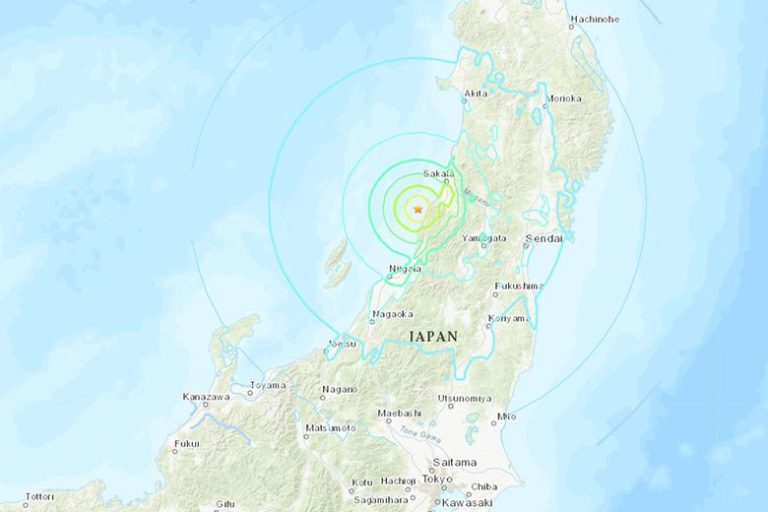 Hachinohe
Akita
Morioka
Sakata
Mogami
Yamagata
Sendai
Niigata
Fukushima
Nagaoka
Koriyama
JAPAN
Joetsu
Toyama
Nagano
Kanazawa
Utsunomiya
Maebashi
Mito
Matsumoto
Tone Gawa
Fukui
Saitama
Kofu
Hachioji
Tokyo
Chiba
Tottori
Sagamihara
Gifu
Kawasaki